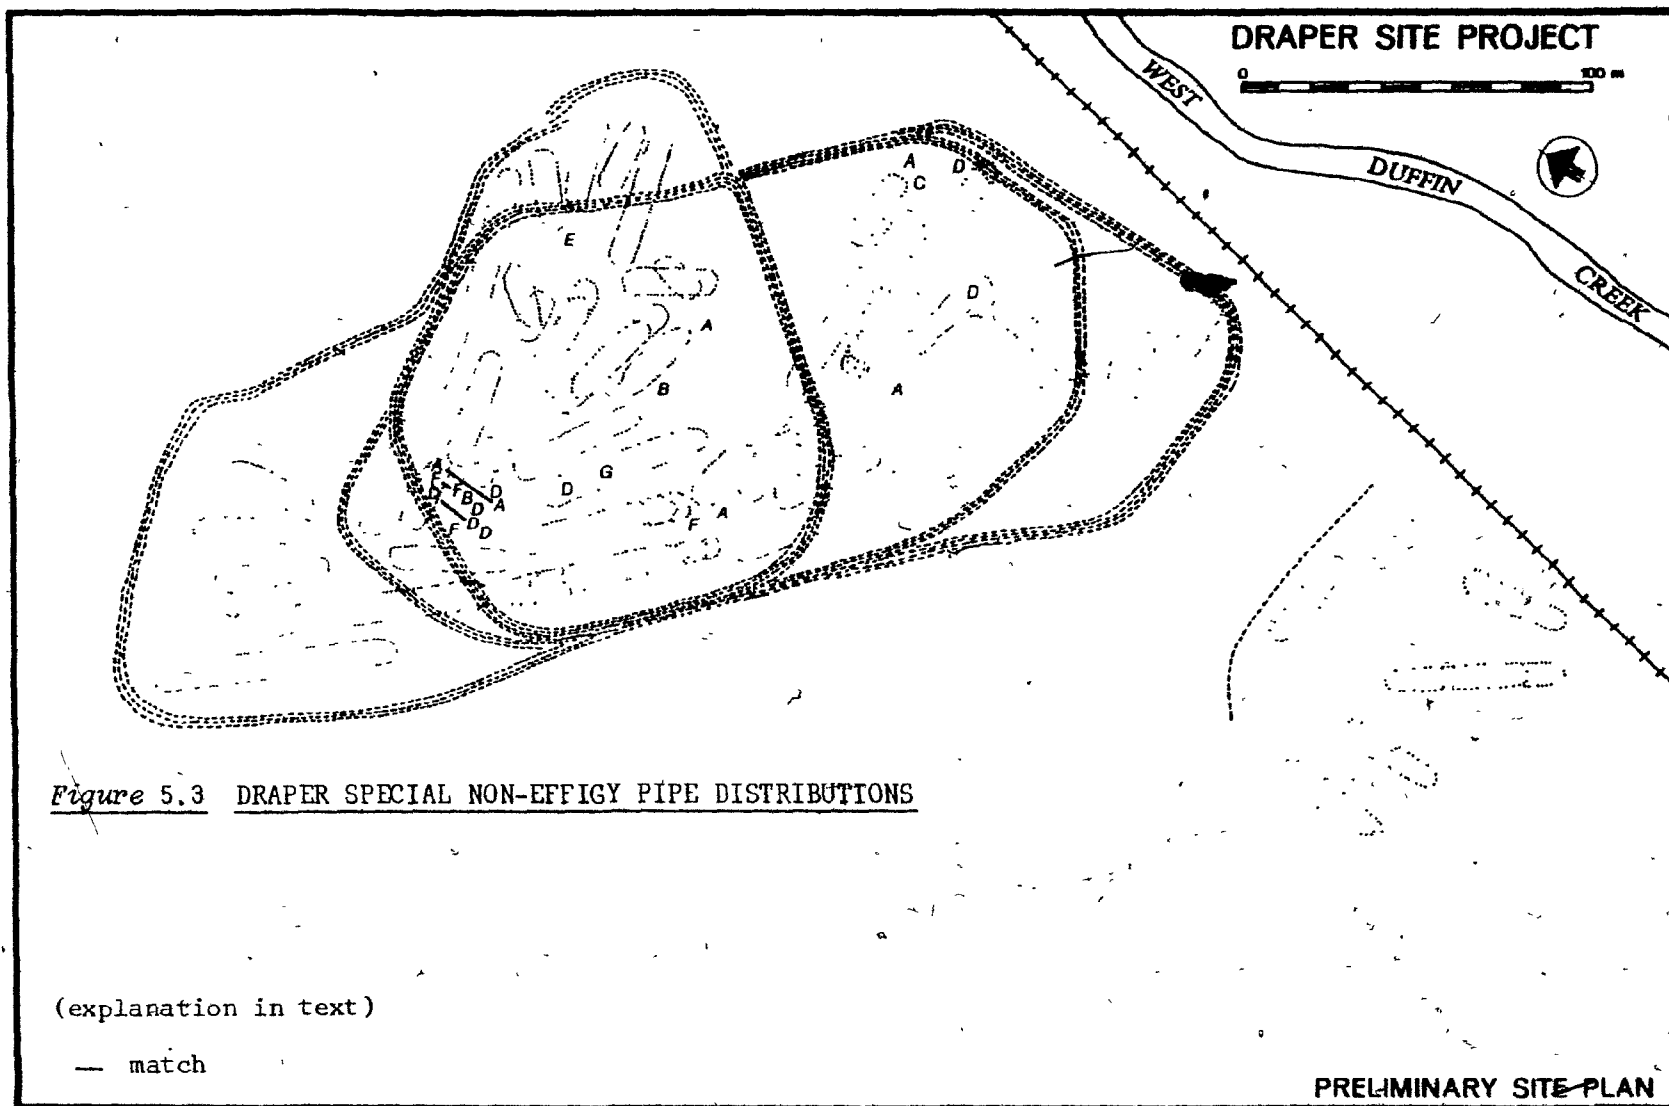 DRAPER SITE PROJECT
0 100 m
WEST
DUFFIN
CREEK
A D
C
E
D
A
B
A
G
D
A
F
D
A
F
B
D
D
F
D
D
A
F
Figure 5.3 DRAPER SPECIAL NON-EFFIGY PIPE DISTRIBUTIONS
(explanation in text)
— match
PRELIMINARY SITE PLAN